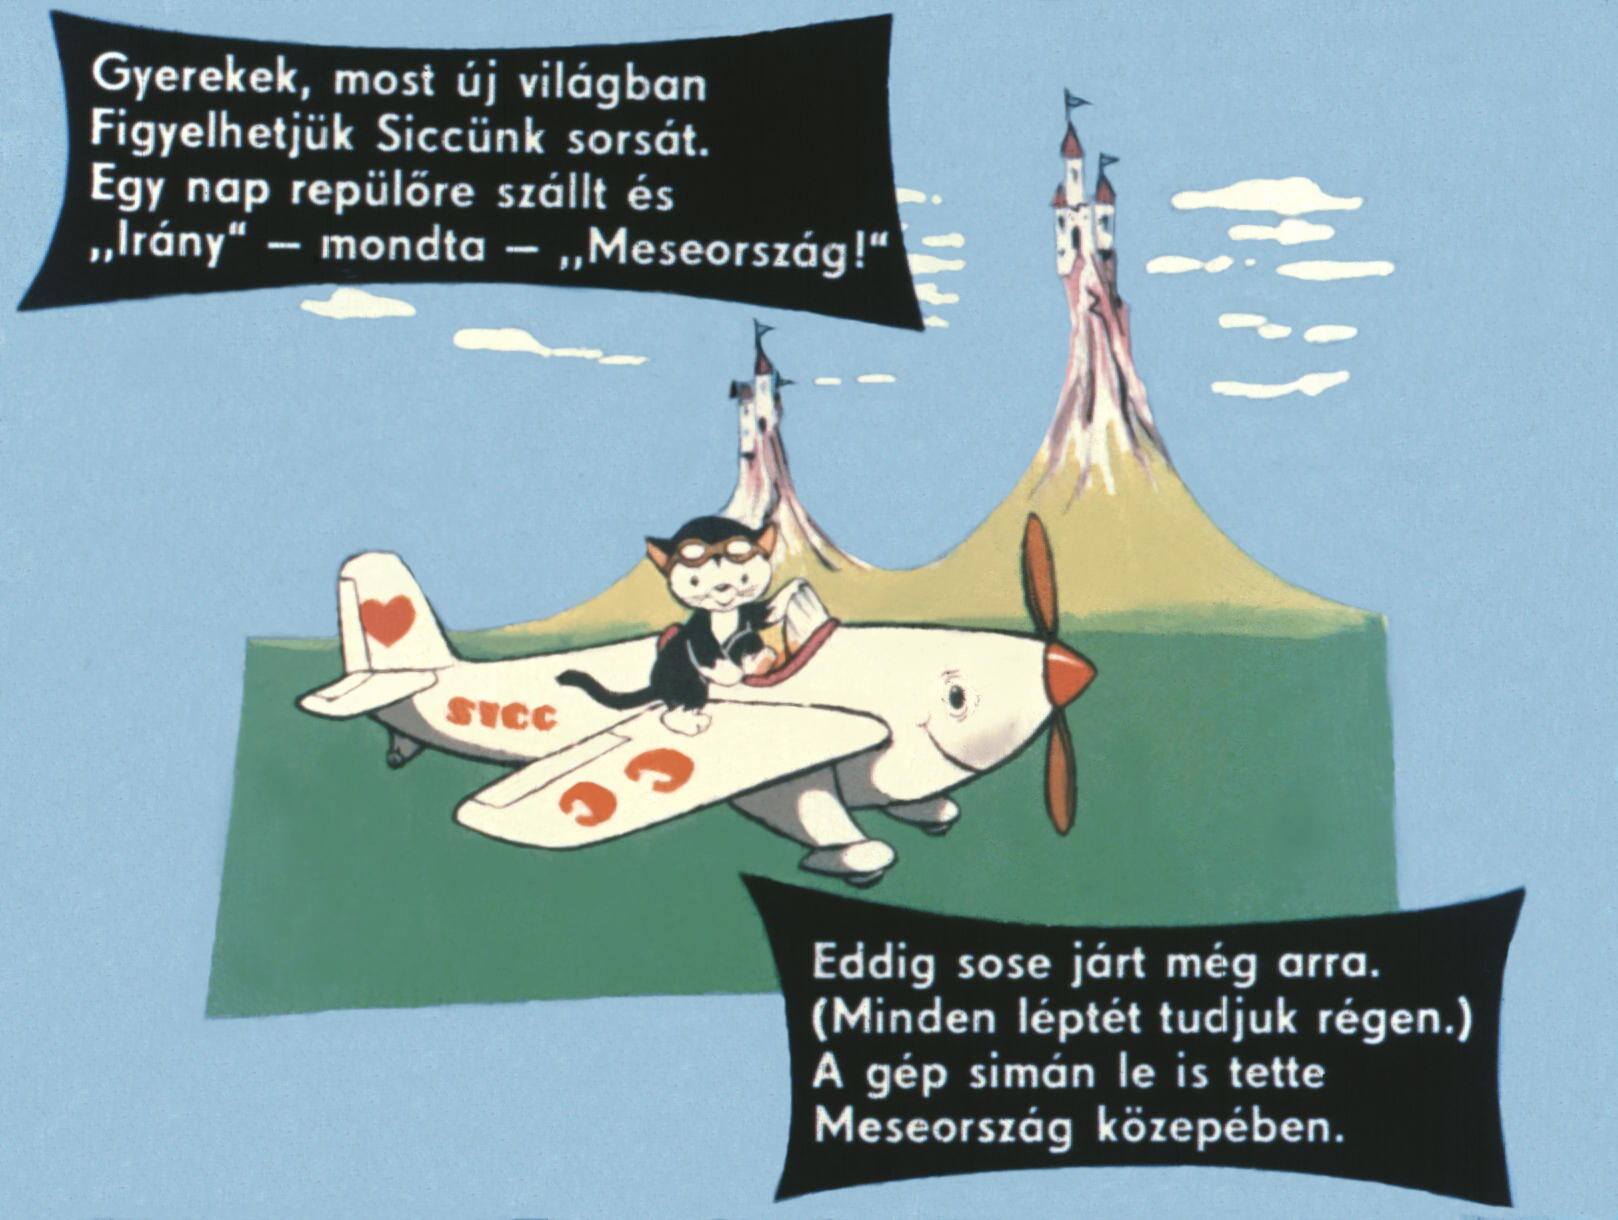 Gyerekek, most új világban
Figyelhetjük Siccünk sorsát.
Egy nap repülőre szállt és
„Irány“ — mondta — „Meseország!“
SICC
Eddig sose járt még arra.
(Minden léptét tudjuk régen.)
A gép simán le is tette
Meseország közepében.